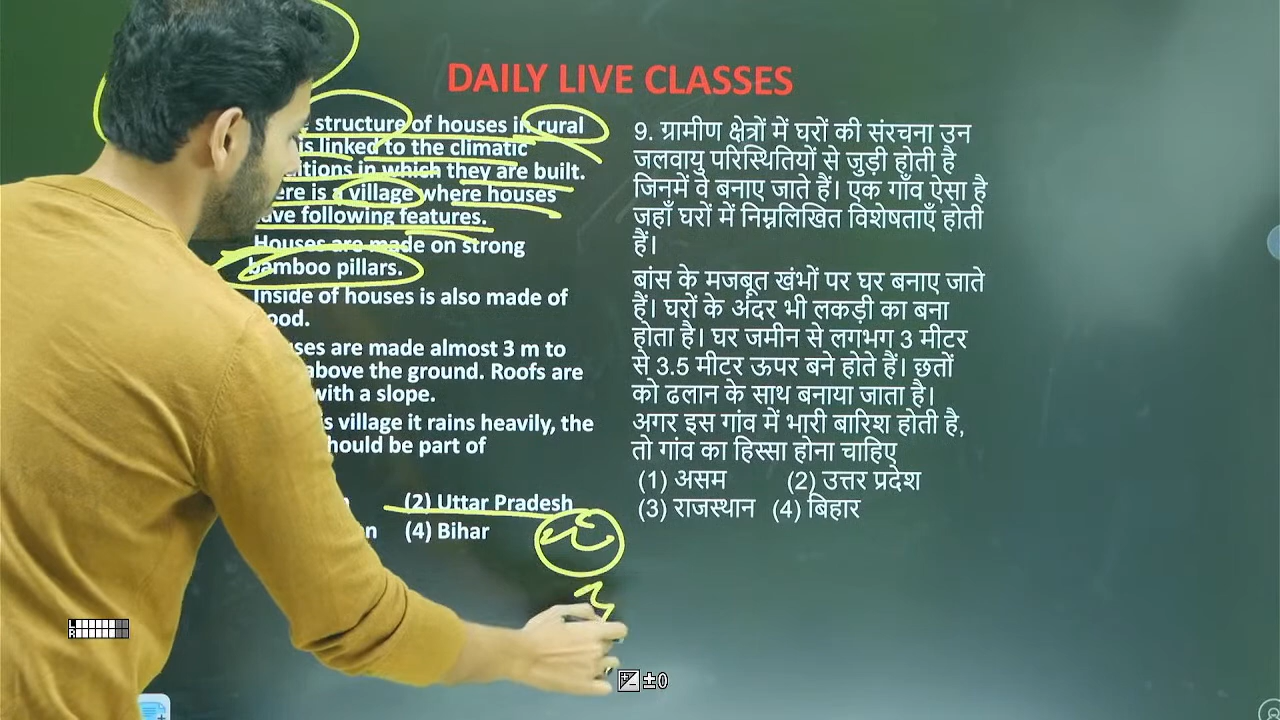 DAILY LIVE CLASSES
structure of houses in rural
is linked to the climatic
in which they are built.
is a village where houses
following features.
Houses are made on strong
bamboo pillars.
Inside of houses is also made of
are made almost 3 m to
above the ground. Roofs are
with a slope.
village it rains heavily, the
should be part of
(2) Uttar Pradesh
(4) Bihar
9. ग्रामीण क्षेत्रों में घरों की संरचना उन
जलवायु परिस्थितियों से जुड़ी होती है
जिनमें वे बनाए जाते हैं। एक गाँव ऐसा है
जहाँ घरों में निम्नलिखित विशेषताएँ होती
हैं।
बांस के मजबूत खंभों पर घर बनाए जाते
हैं। घरों के अंदर भी लकड़ी का बना
होता है। घर जमीन से लगभग 3 मीटर
से 3.5 मीटर ऊपर बने होते हैं। छतों
को ढलान के साथ बनाया जाता है।
अगर इस गांव में भारी बारिश होती है,
तो गांव का हिस्सा होना चाहिए
(1) असम (2) उत्तर प्रदेश
(3) राजस्थान (4) बिहार
L
R
±0